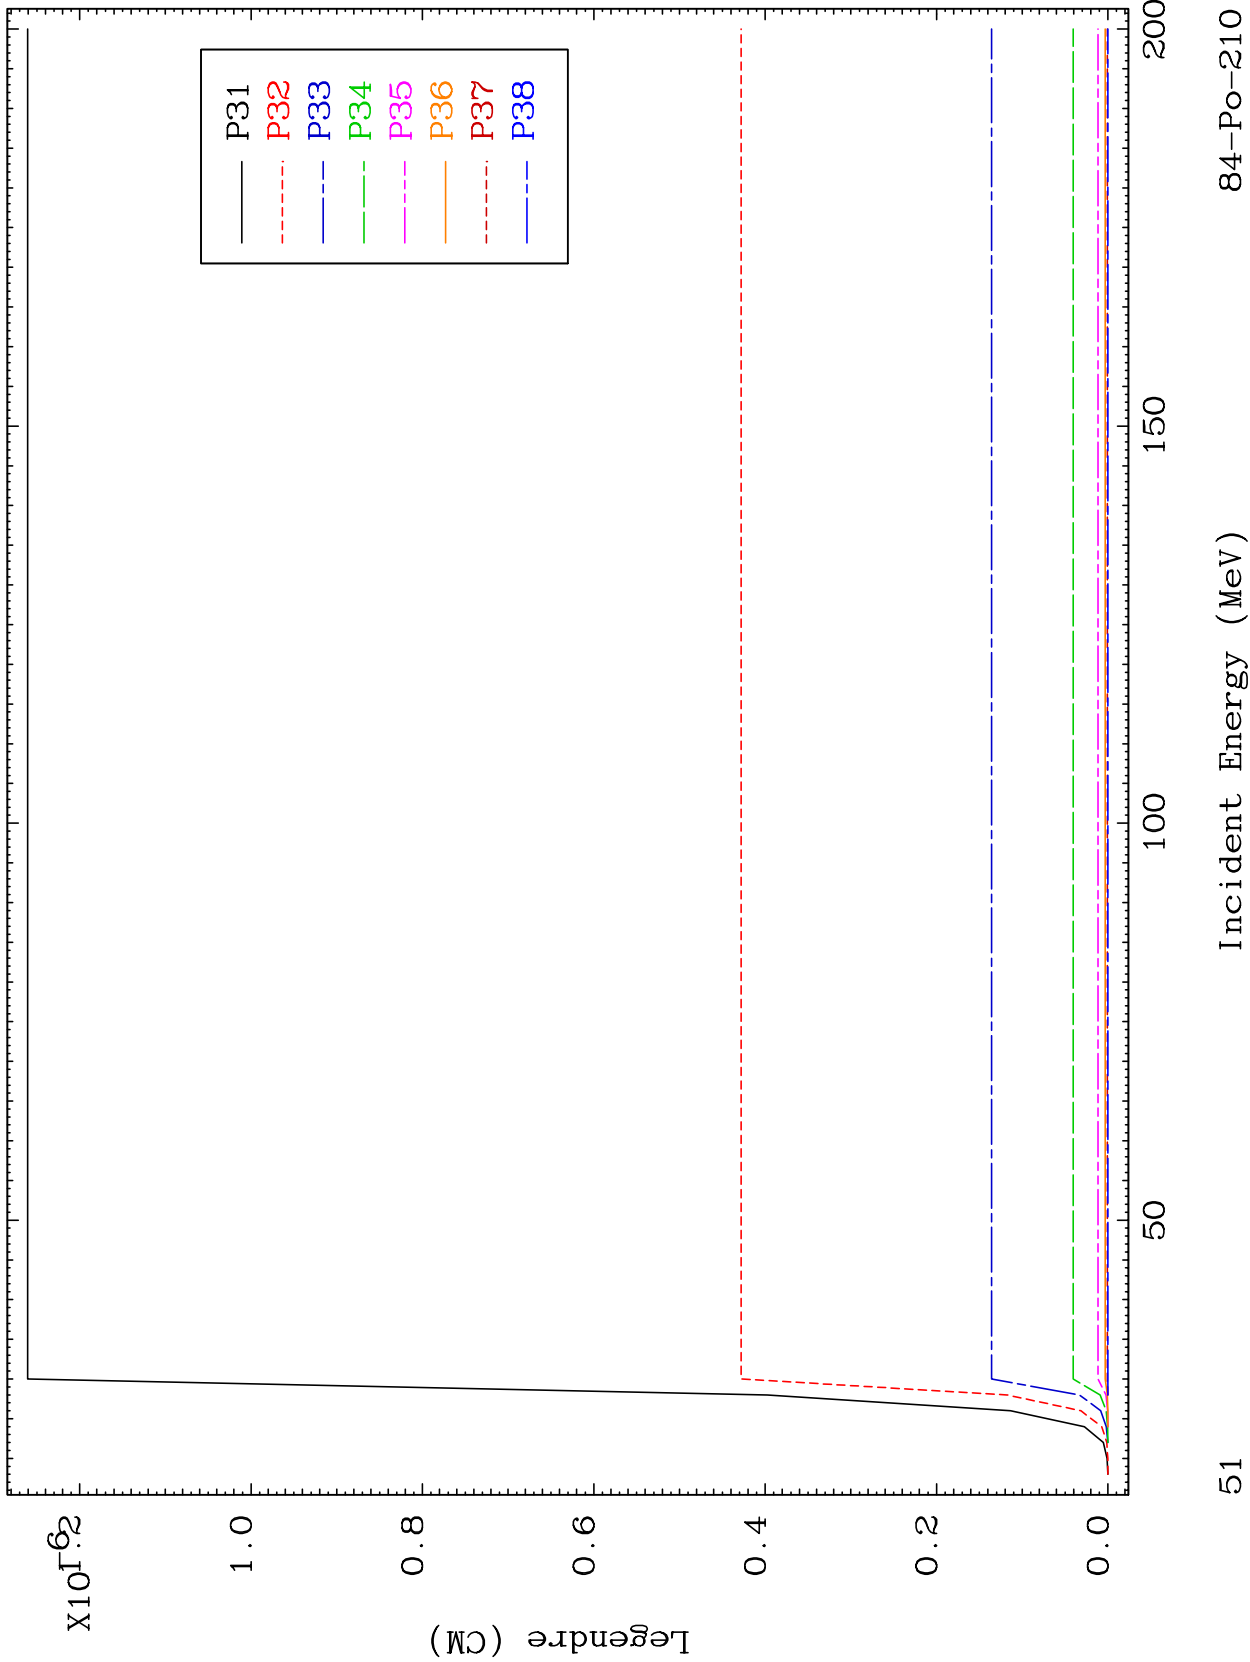 X10-6
1.2
1.0
0.8
0.6
0.4
0.2
0.0
Legendre (CM)
P31
P32
P33
P34
P35
P36
P37
P38
50
100
150
200
Incident Energy (MeV)
51
84-Po-210